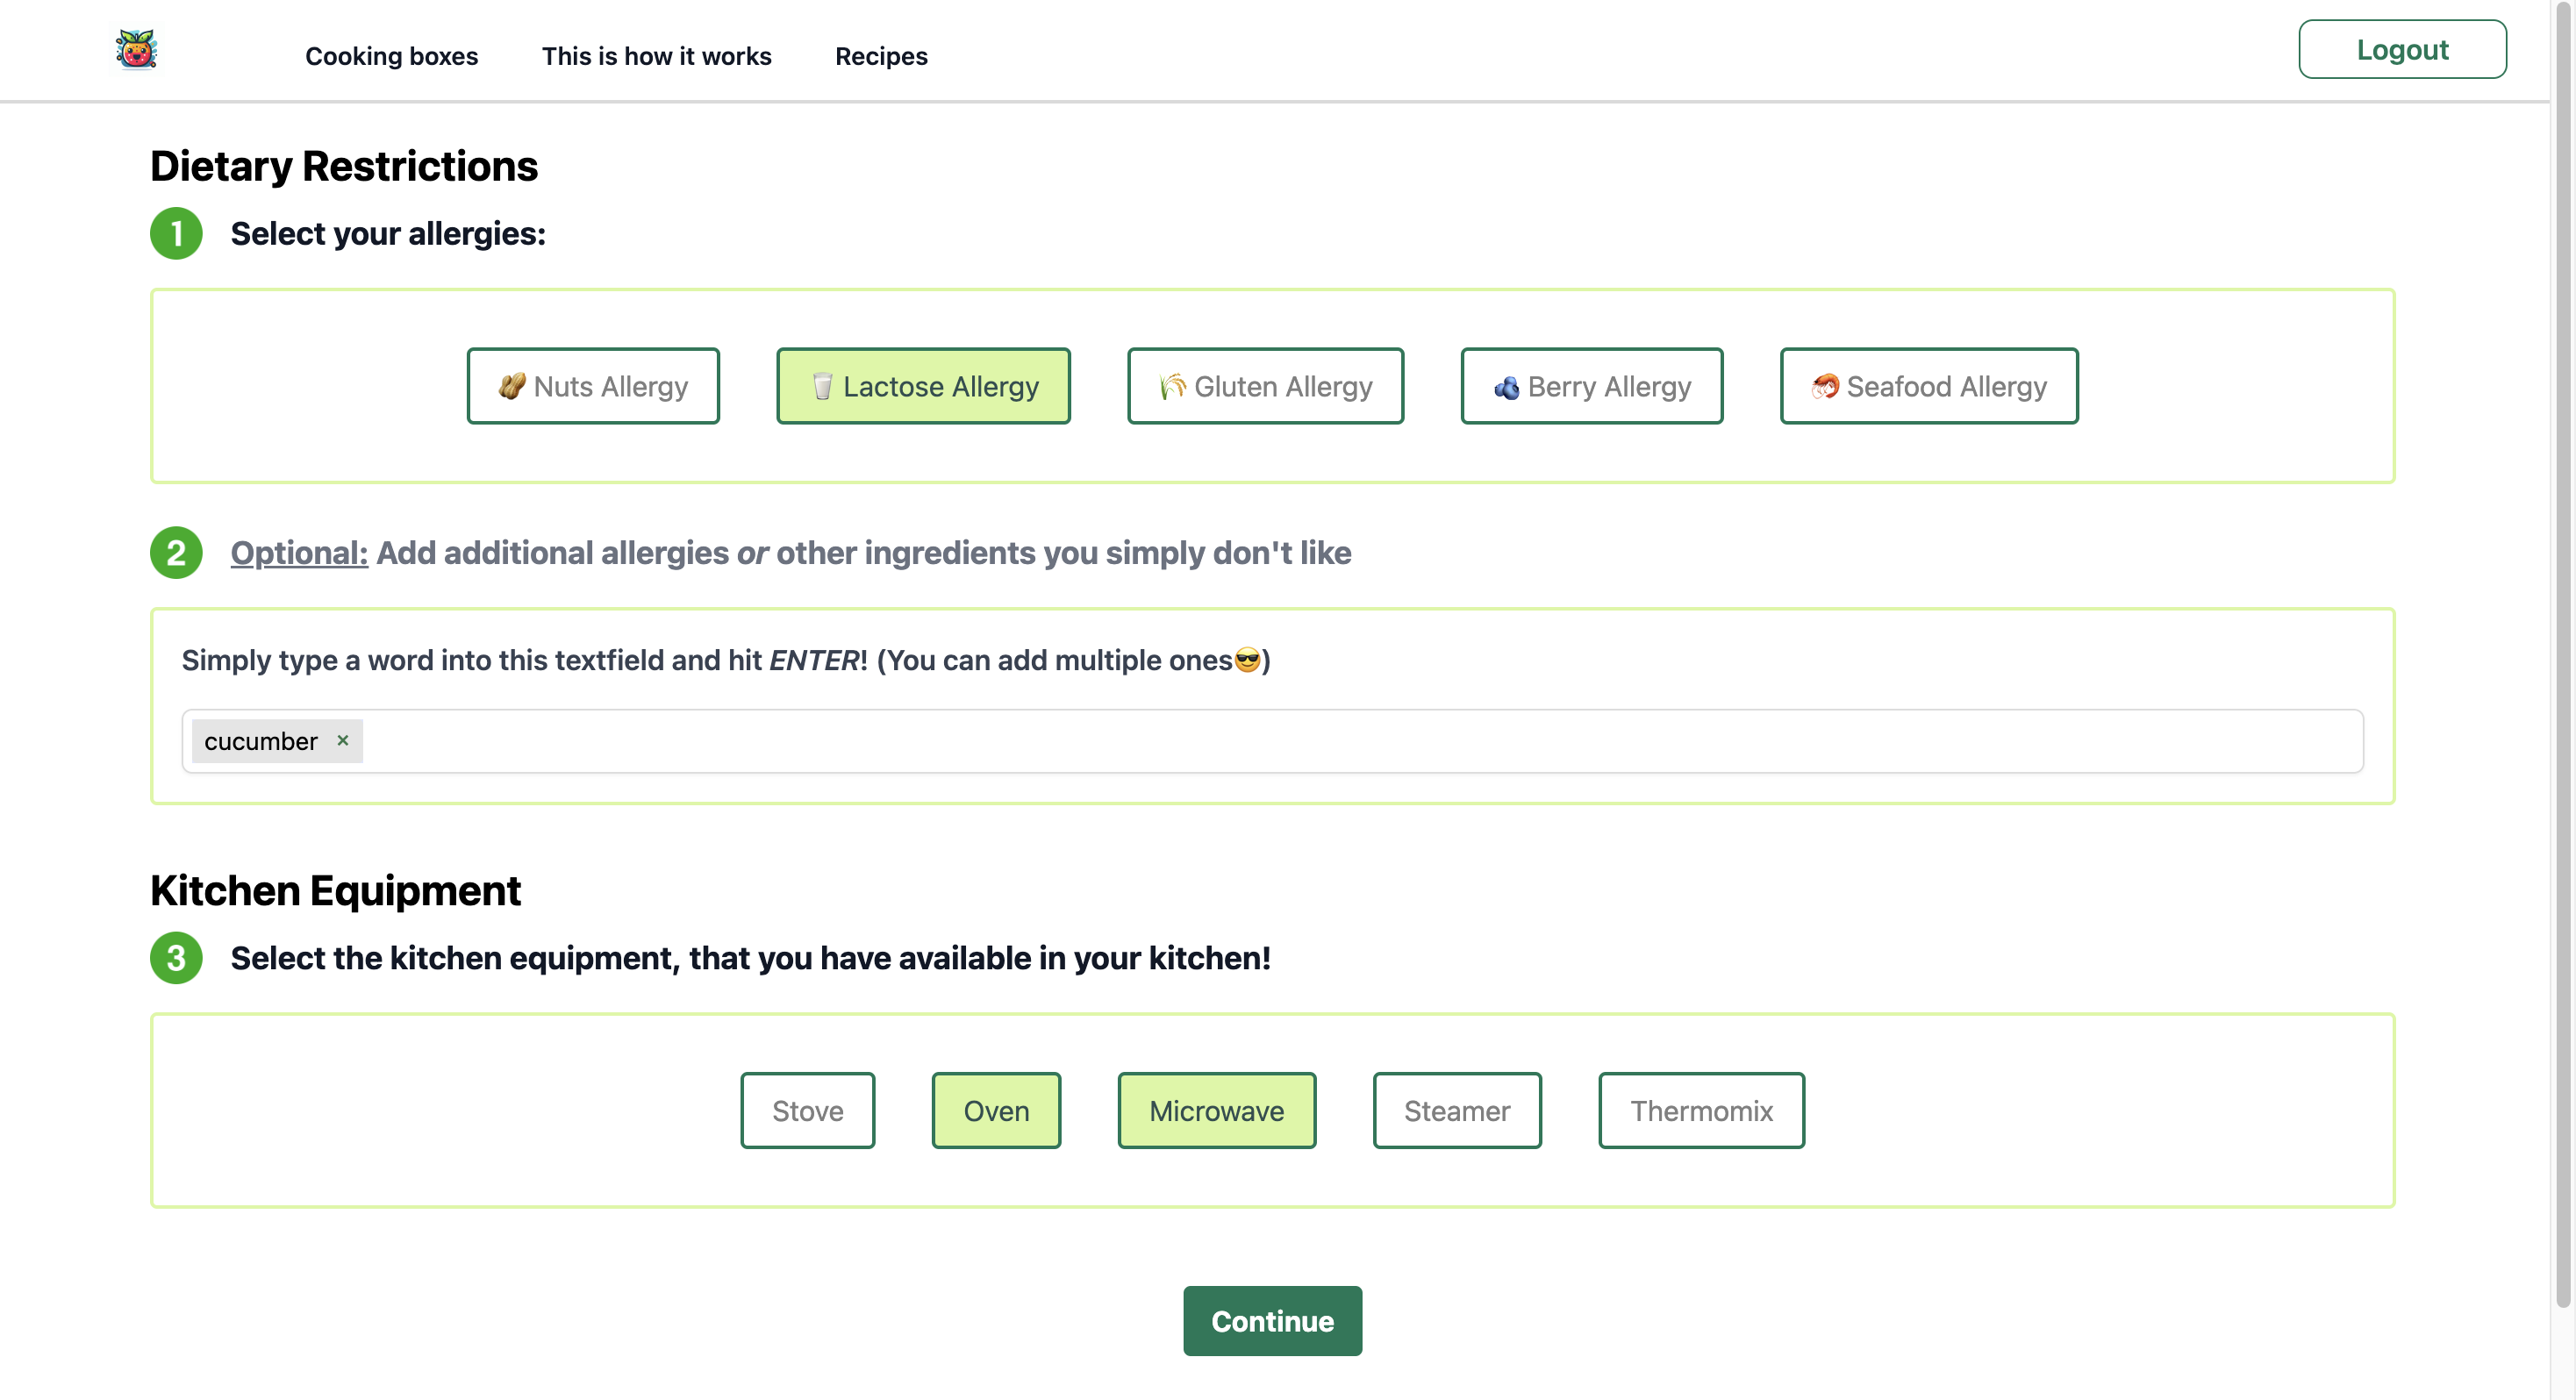 Cooking boxes This is how it works Recipes Logout
Dietary Restrictions
1 Select your allergies:
🥜 Nuts Allergy 🥛 Lactose Allergy 🌾 Gluten Allergy 🫐 Berry Allergy 🦐 Seafood Allergy
2 Optional: Add additional allergies or other ingredients you simply don't like
Simply type a word into this textfield and hit ENTER! (You can add multiple ones😎)
cucumber ×
Kitchen Equipment
3 Select the kitchen equipment, that you have available in your kitchen!
Stove Oven Microwave Steamer Thermomix
Continue